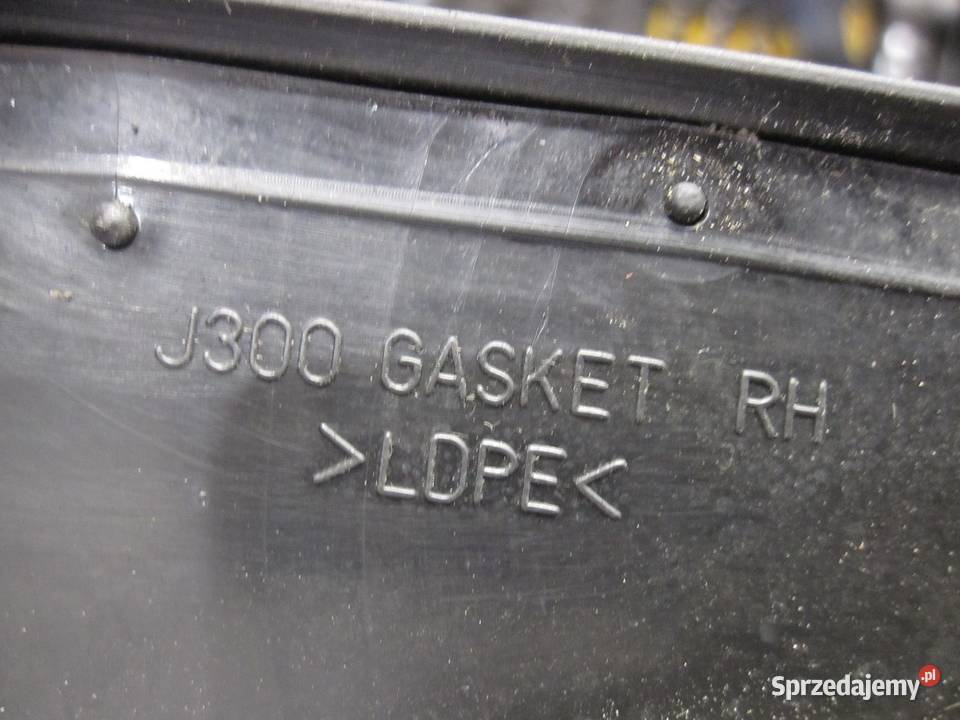 J300 GASKET RH
>LDPE<
Sprzedajemy.pl